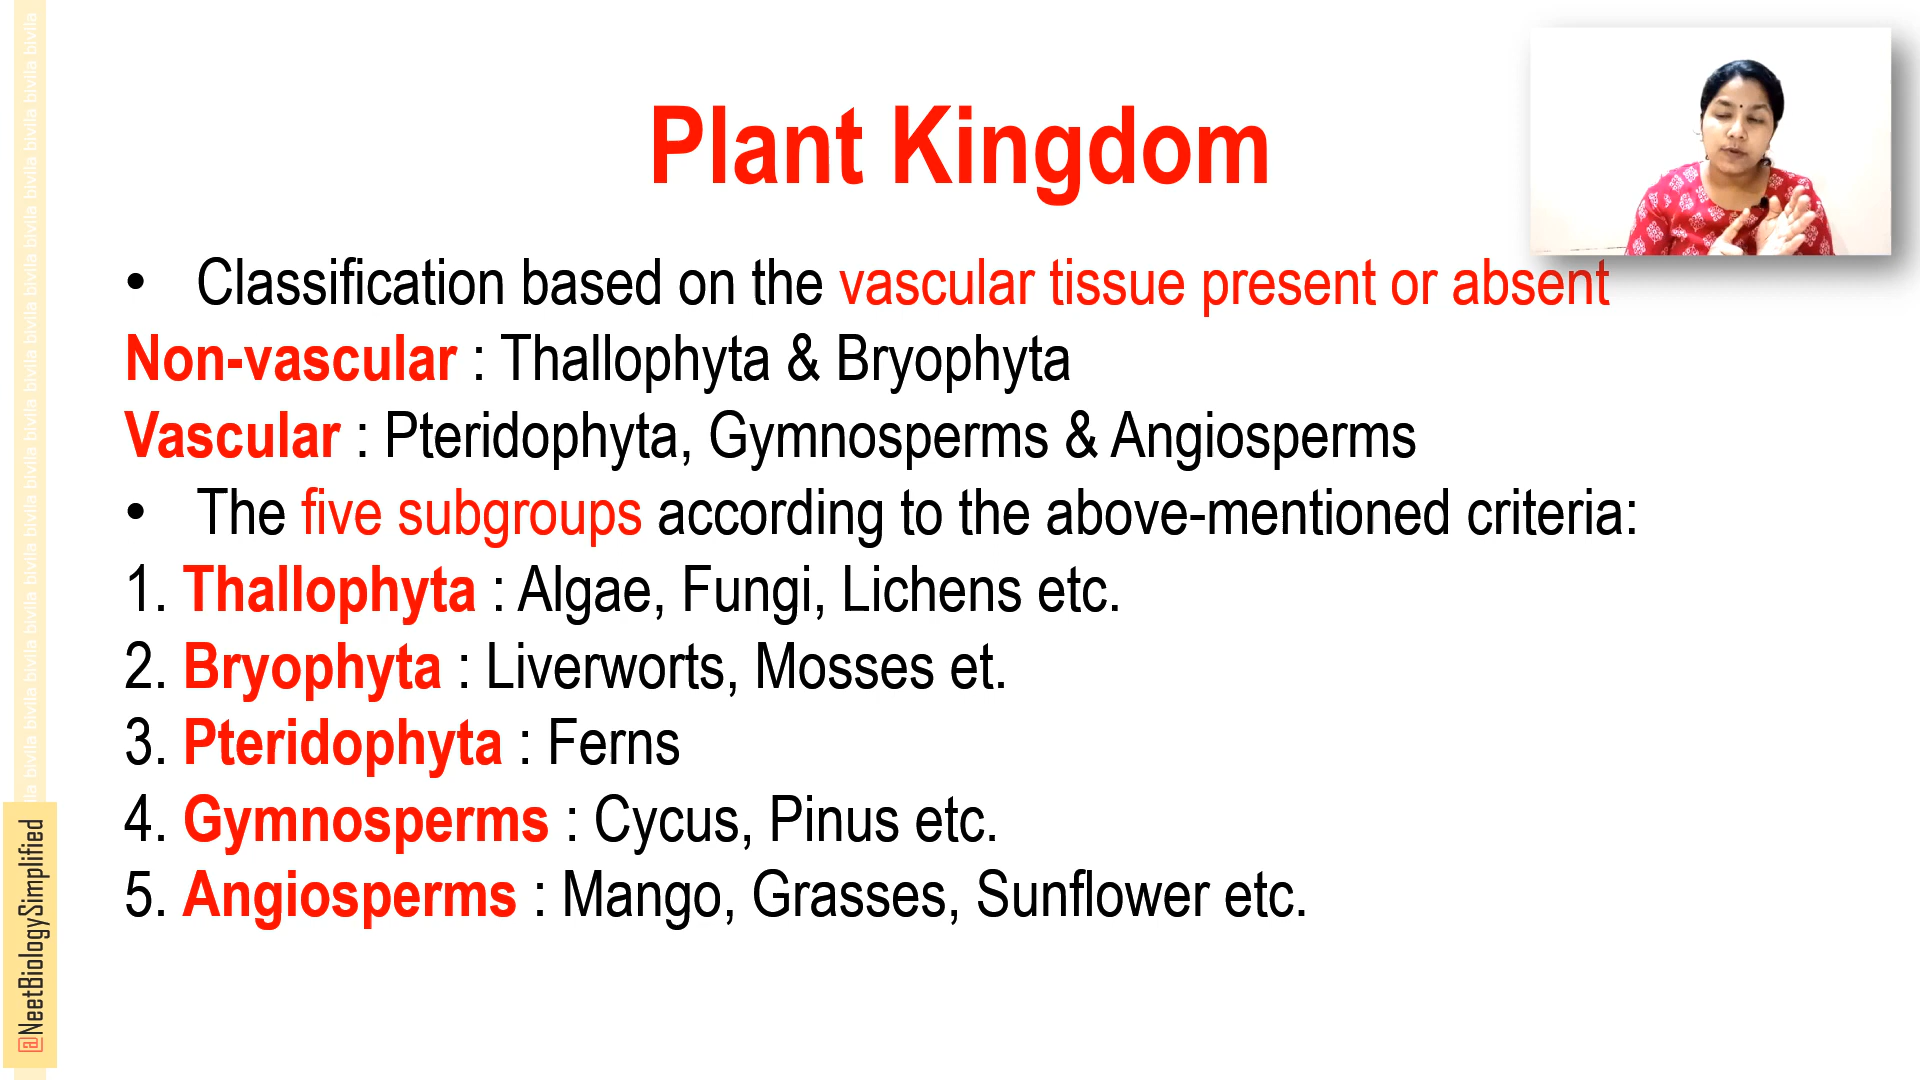 Plant Kingdom
• Classification based on the vascular tissue present or absent
Non-vascular : Thallophyta & Bryophyta
Vascular : Pteridophyta, Gymnosperms & Angiosperms
• The five subgroups according to the above-mentioned criteria:
1. Thallophyta : Algae, Fungi, Lichens etc.
2. Bryophyta : Liverworts, Mosses et.
3. Pteridophyta : Ferns
4. Gymnosperms : Cycus, Pinus etc.
5. Angiosperms : Mango, Grasses, Sunflower etc.
@NeetBiologySimplified